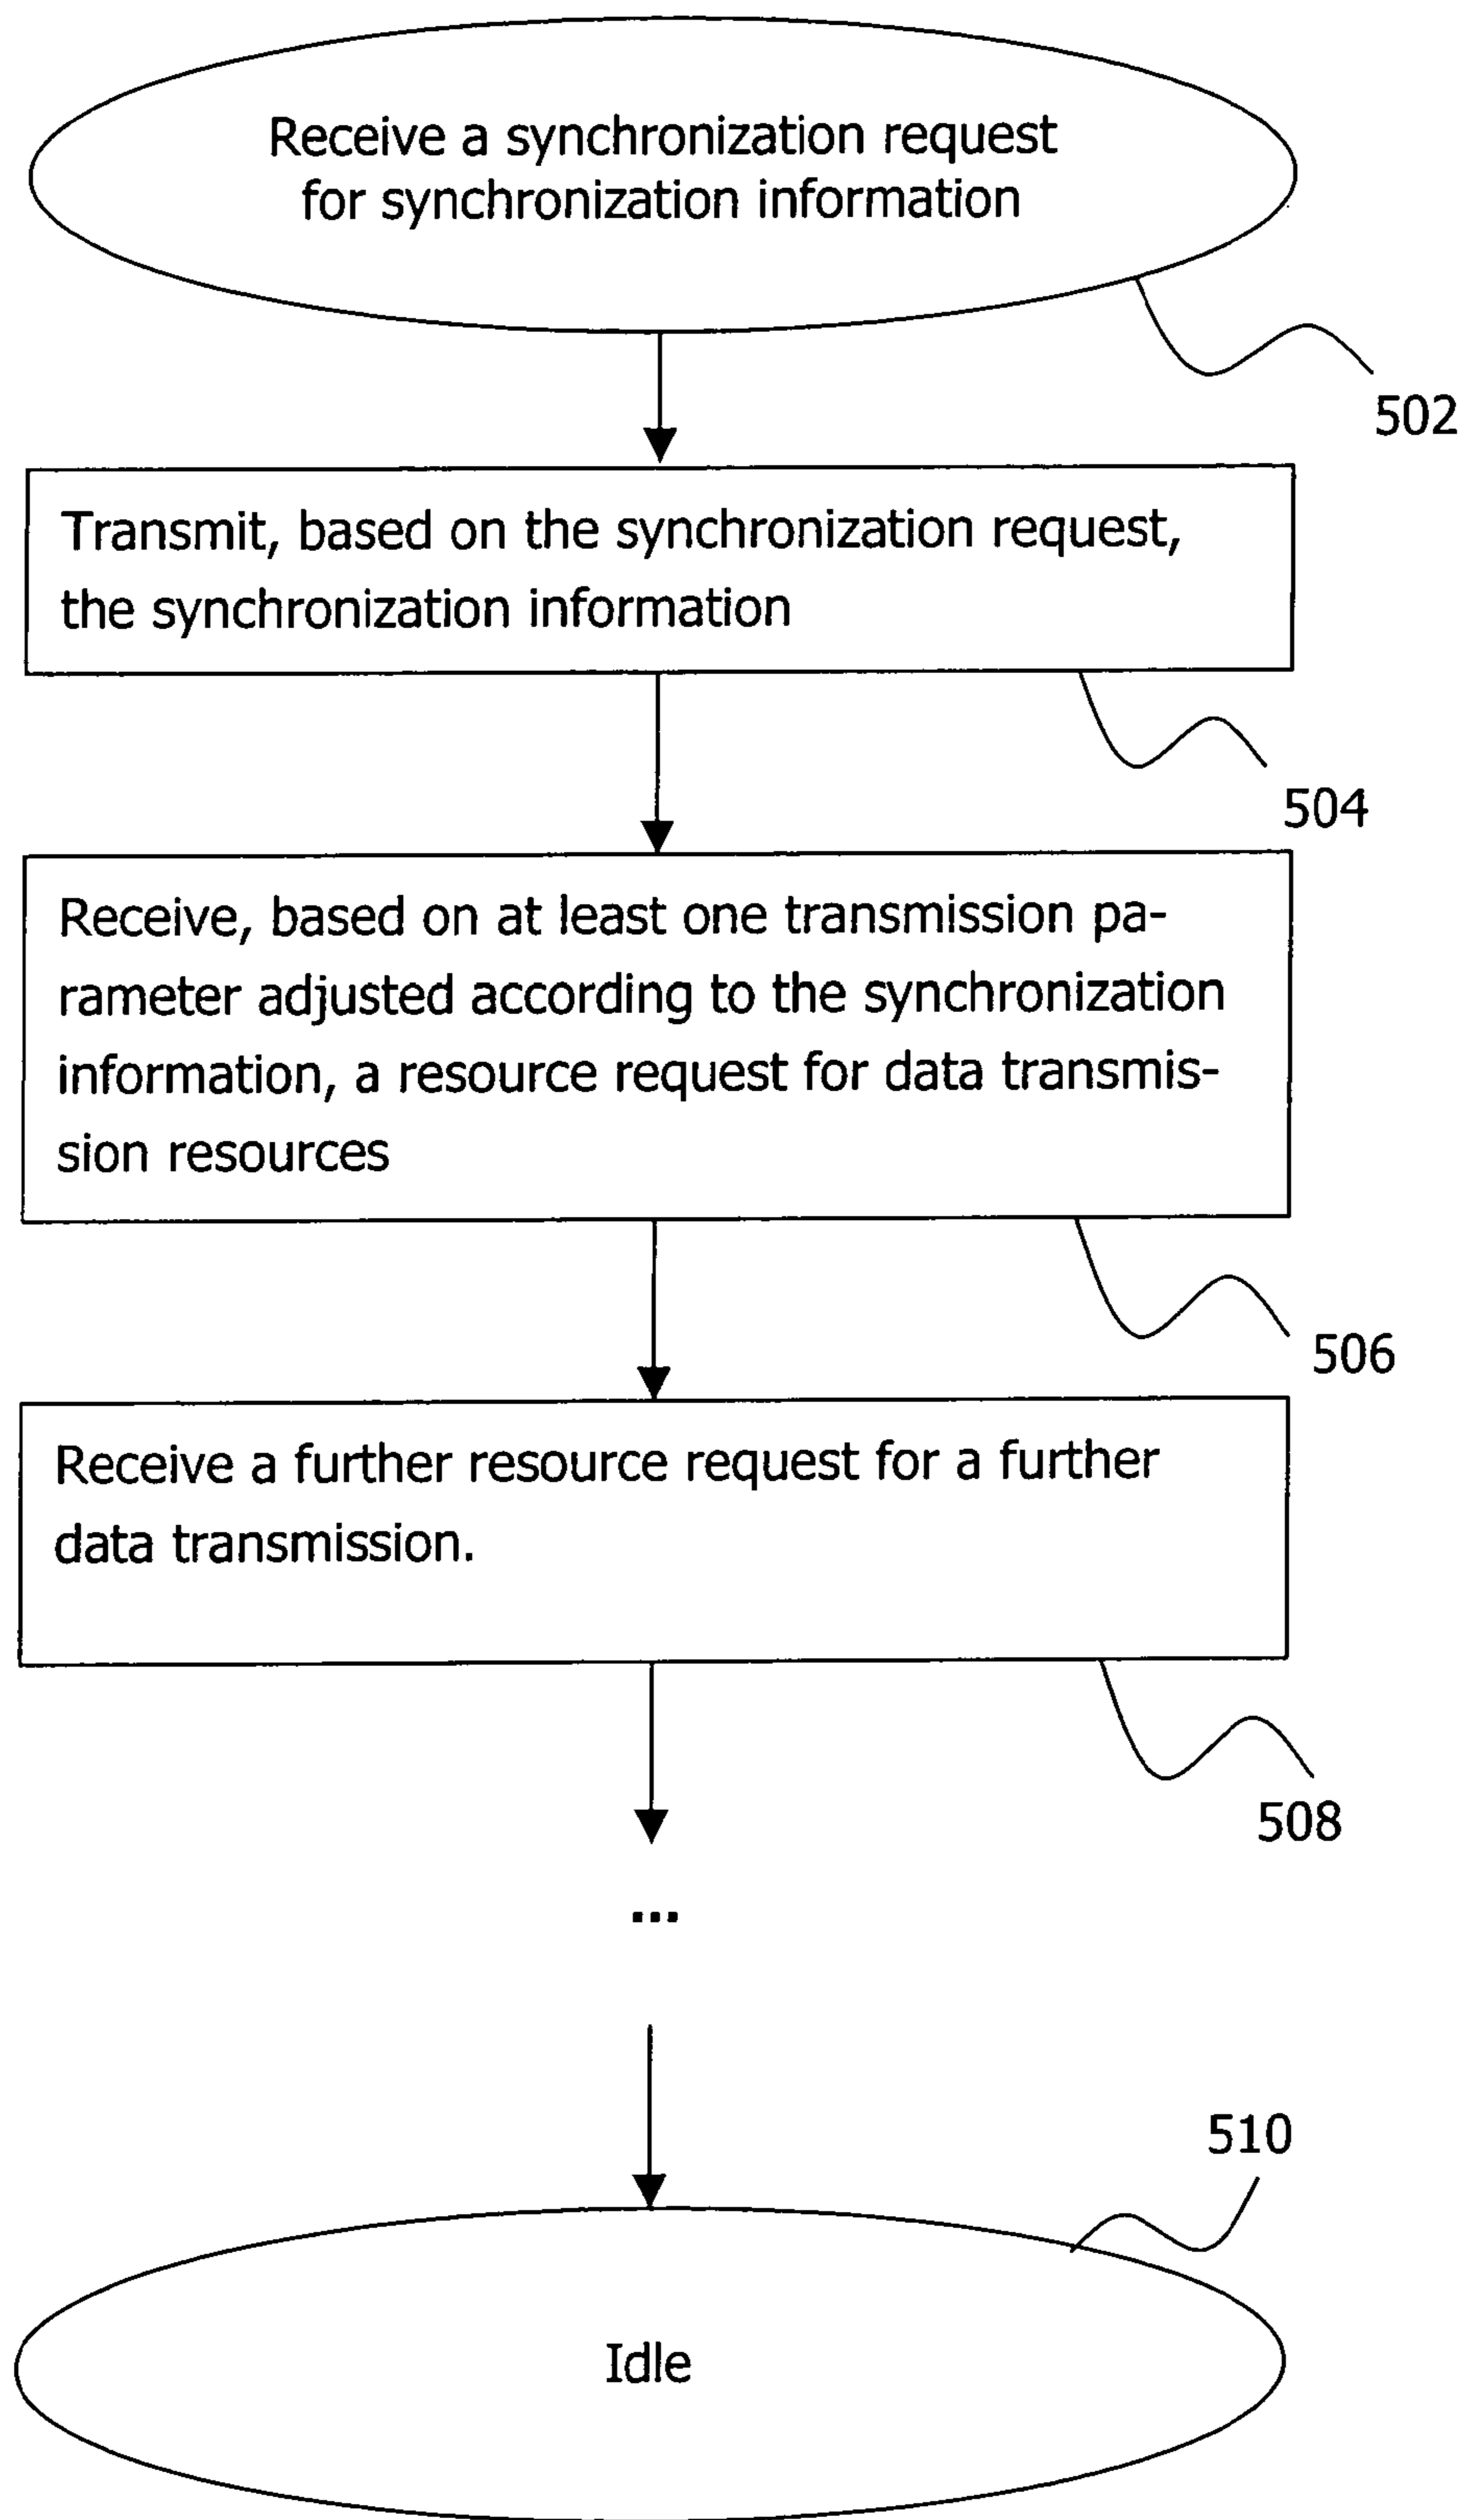 Receive a synchronization request
for synchronization information
502
Transmit, based on the synchronization request,
the synchronization information
504
Receive, based on at least one transmission pa-
rameter adjusted according to the synchronization
information, a resource request for data transmis-
sion resources
506
Receive a further resource request for a further
data transmission.
508
...
510
Idle